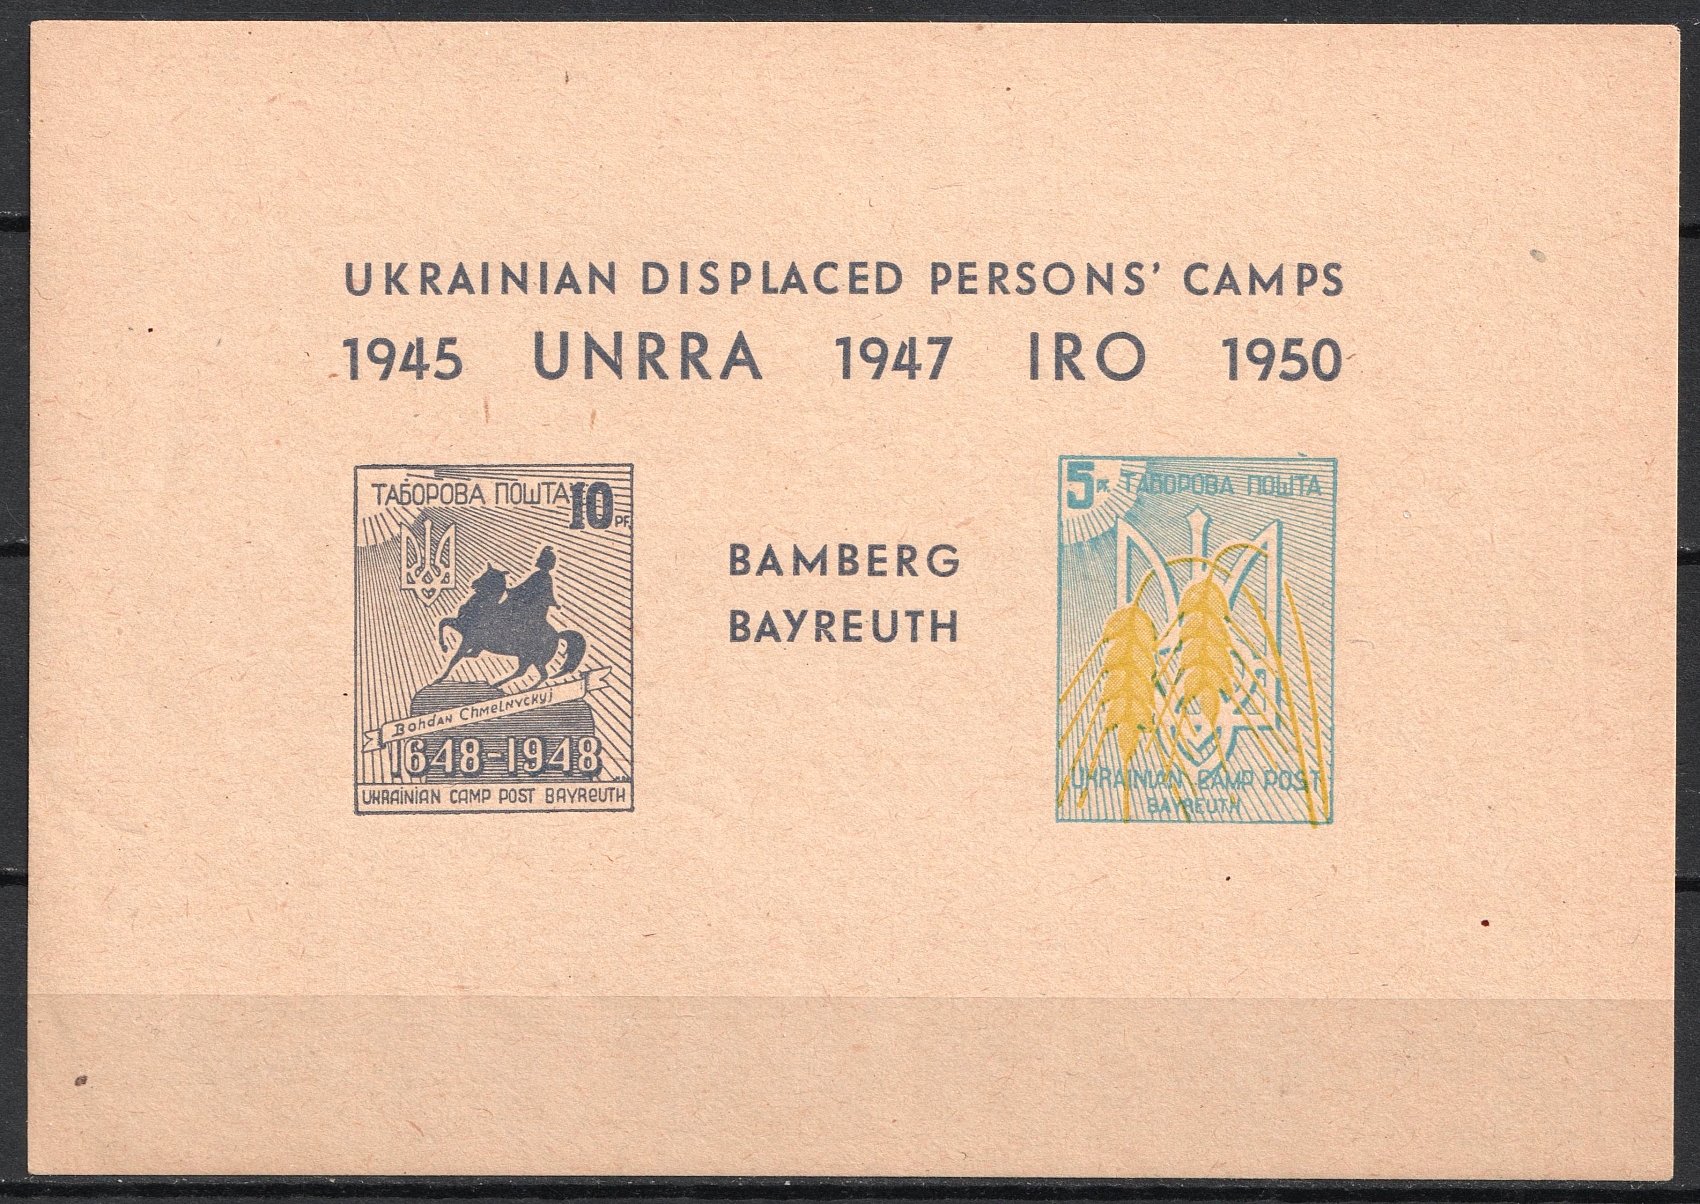 UKRAINIAN DISPLACED PERSONS' CAMPS
1945 UNRRA 1947 IRO 1950
ТАБОРОВА ПОШТА 10 PF.
Bohdan Chmelnyckyj
1648-1948
UKRAINIAN CAMP POST BAYREUTH
BAMBERG
BAYREUTH
5 PF. ТАБОРОВА ПОШТА
UKRAINIAN CAMP POST
BAYREUTH